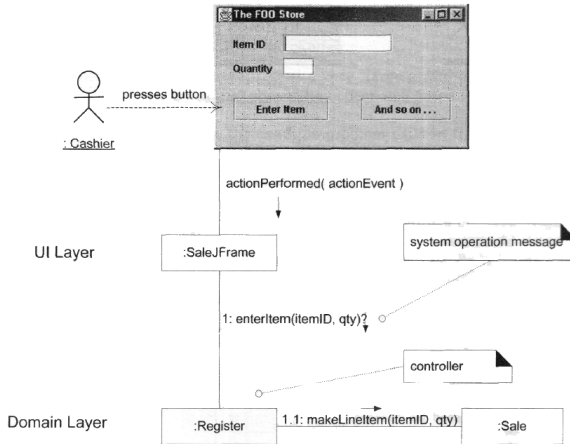 The FOO Store
Item ID
Quantity
presses button
Enter Item
And so on . . .
: Cashier
actionPerformed( actionEvent )
system operation message
UI Layer
:SaleJFrame
1: enterItem(itemID, qty)?
controller
Domain Layer
:Register
1.1: makeLineItem(itemID, qty)
:Sale